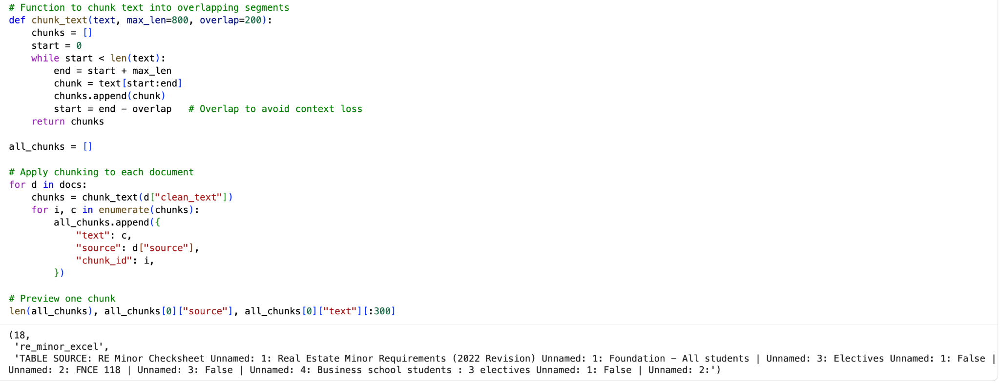 # Function to chunk text into overlapping segments
def chunk_text(text, max_len=800, overlap=200):
    chunks = []
    start = 0
    while start < len(text):
        end = start + max_len
        chunk = text[start:end]
        chunks.append(chunk)
        start = end - overlap   # Overlap to avoid context loss
    return chunks

all_chunks = []

# Apply chunking to each document
for d in docs:
    chunks = chunk_text(d["clean_text"])
    for i, c in enumerate(chunks):
        all_chunks.append({
            "text": c,
            "source": d["source"],
            "chunk_id": i,
        })

# Preview one chunk
len(all_chunks), all_chunks[0]["source"], all_chunks[0]["text"][:300]
(18,
 're_minor_excel',
 'TABLE SOURCE: RE Minor Checksheet Unnamed: 1: Real Estate Minor Requirements (2022 Revision) Unnamed: 1: Foundation – All students | Unnamed: 3: Electives Unnamed: 1: False |
Unnamed: 2: FNCE 118 | Unnamed: 3: False | Unnamed: 4: Business school students : 3 electives Unnamed: 1: False | Unnamed: 2:')